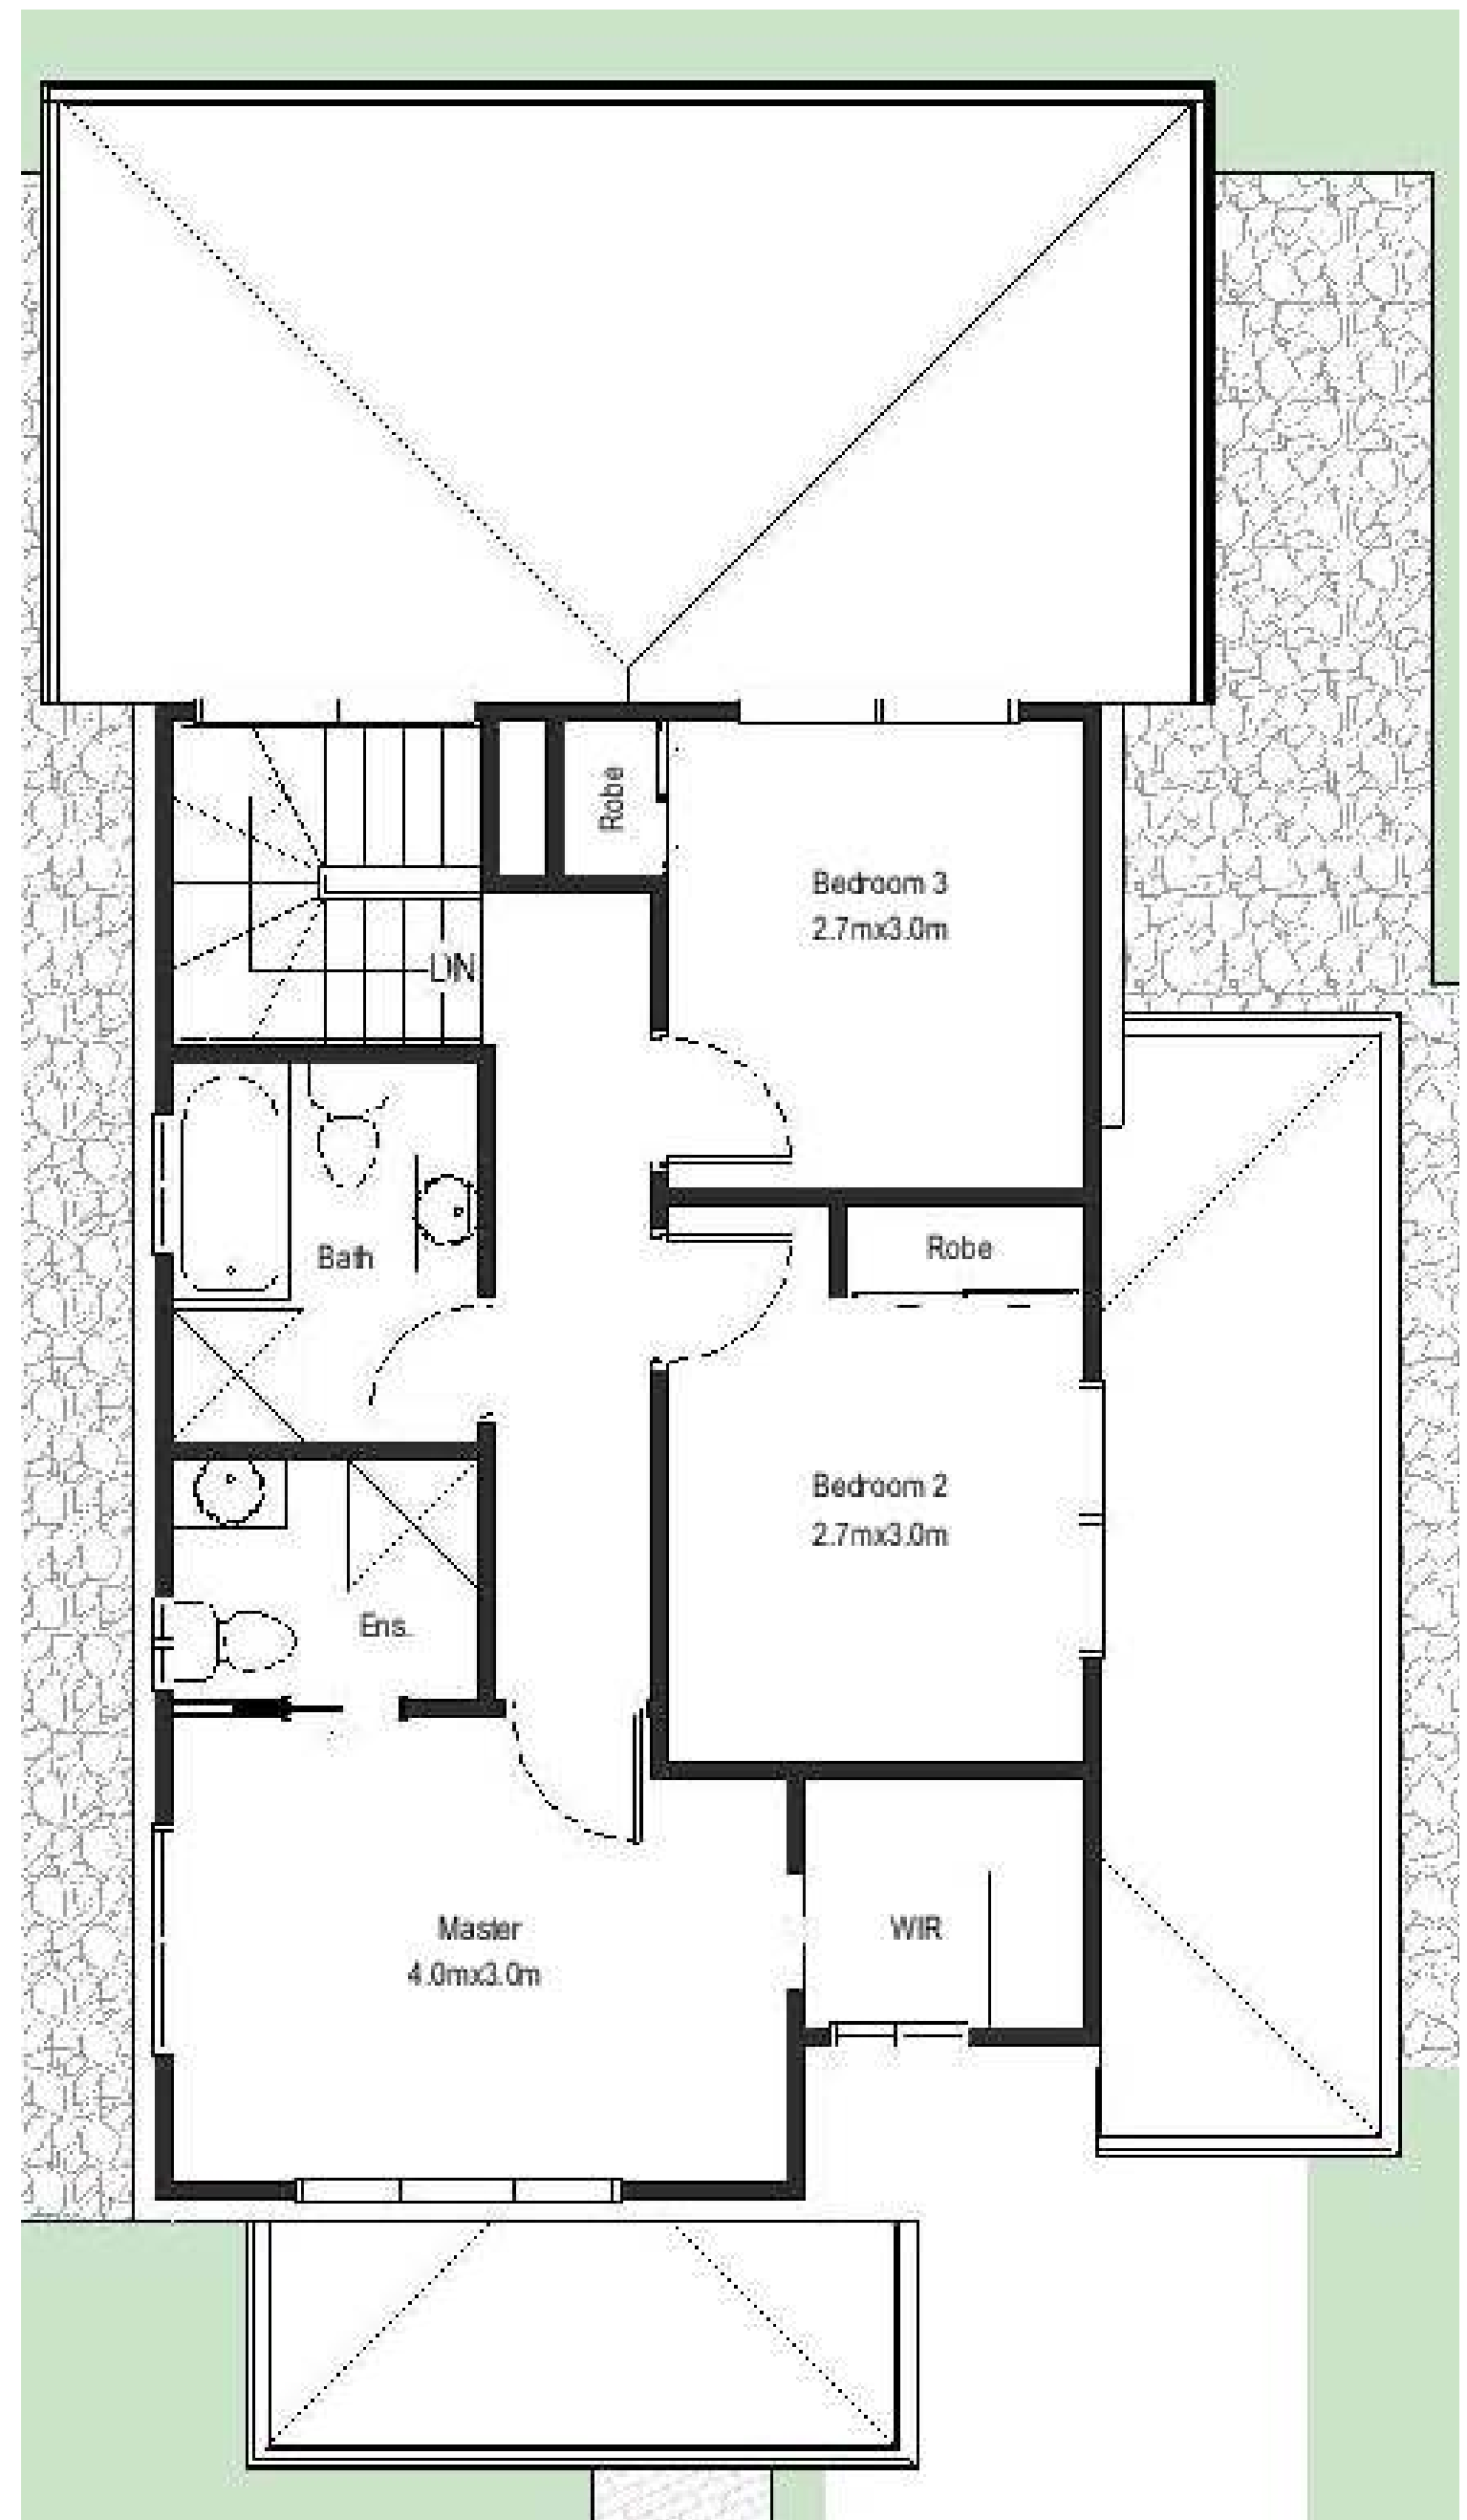 Robe
Bedroom 3
2.7mx3.0m
DN
Bath
Robe
Bedroom 2
2.7mx3.0m
Ens.
Master
4.0mx3.0m
WIR